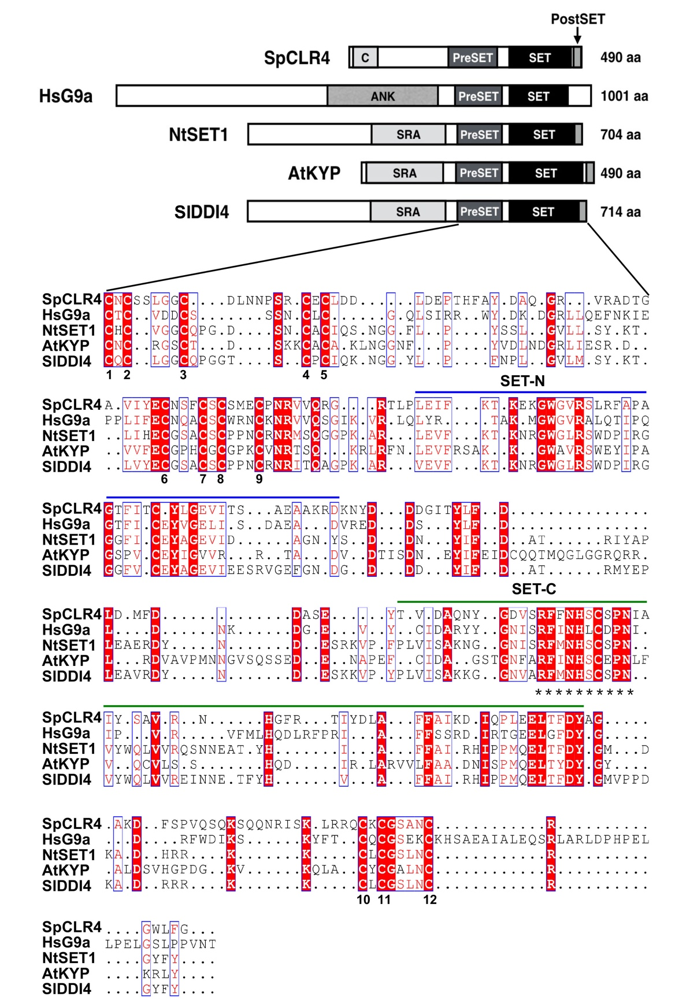 PostSET
SpCLR4 C PreSET SET 490 aa
HsG9a ANK PreSET SET 1001 aa
NtSET1 SRA PreSET SET 704 aa
AtKYP SRA PreSET SET 490 aa
SlDDI4 SRA PreSET SET 714 aa
SpCLR4 CNCSSLGGC....DLNNPSR.CECLDD......LDEPTHFAY.DAQ.GR...VRADTG
HsG9a CTC..VDDCS.......SSN.CLC......G.QLSIRR..WY.DK.DGRLLQEFNKIE
NtSET1 CHC..VGGCQPG.D....SN.CACIQS.NGG.FL..P....YSSL..GVLL.SY.KT.
AtKYP CNC..RGSCT...D....SKKCACA.KLNGGNF...P....YVDLNDGRLIESR.D..
SlDDI4 CQC..LGGCQPGGT....S..CPCIQK.NGG.YL..P....FNPL..GVLM.SY.KT.
1 2 3 4 5
SET-N
SpCLR4 A.VIYECNSFCSCSMECPNRVVQRG....RTLPLEIF...KT.KEKGWGVRSLRFAPA
HsG9a PPLIFECNQACSCWRNCKNRVVQSGIK.VR.LQLYR.....TAK.MGWGVRALQTIPQ
NtSET1 ..LIHECGSACSCPPNCRNRMSQGGPK.AR...LEVF...KT.KNRGWGLRSWDPIRG
AtKYP ..VVFECGPHCGCGPKCVNRTSQ...KRLRFN.LEVFRSAK..K..GWAVRSWEYIPA
SlDDI4 ..LVYECGSACSCPPNCRNRITQAGPK.AR...VEVF...KT.KNRGWGLRSWDPIRG
6 7 8 9
SpCLR4 GTFITC.YLGEVITS...AEAAKRDKNYD...DDGITYLF..D...............
HsG9a GTFI.CEYVGELI.S..DAEA...DVRED...DS...YLF..D...............
NtSET1 GGFI.CEYAGEVID......AGN.YS..D...DN...YIF..D..AT......RIYAP
AtKYP GSPV.CEYIGVVR...R..TA...DV..DTISDN..EYIFEIDCQQTMQGLGGRQRR.
SlDDI4 GGFV.CEYAGEVIEESRVGEFGN.DG..D...DD...YIF..D..AT......RMYEP
SET-C
SpCLR4 LD.MFD.............DASE......YT.V.DAQNY..GDVSRFFNHSCSPNIA
HsG9a L....D......NK......DG.E...V..Y..CIDARYY..GNISRFINHLCDPNI.
NtSET1 LEAERDY.....N.......D..ESRKVP.FPLVISAKNG..GNISRFMNHSCSPN..
AtKYP L...RDVAVPMNNGVSQSSED..E..NAPEF..CIDA..GSTGNFARFINHSCEPNLF
SlDDI4 LEAVRDY.....N.......D..ESKKVP.YPLVISAKKG..GNVARFMNHSCSPN..
***********
SpCLR4 IY.SAV.R..N......HGFR...TIYDLA...FFAIKD.IQPLEELTFDYAG.....
HsG9a IP...V.R.....VFMLHQDLRFPRI...A...FFSSRD.IRTGEELGFDY.G.....
NtSET1 VYWQLVVRQSNNEAT.YH.......I...A...FFAI.RHIPPMQELTFDY.GM...D
AtKYP V..QCVLS.S.......HQD.....IR.LARVVLFAA.DNISPMQELTYDY.GY....
SlDDI4 VYWQLVVREINNE.TFYH.......V...A...FFAI.RHIPPMQELTFDY.GMVPPD
SpCLR4 .AKD..FSPVQSQKSQQNRISK.LRRQCKCGSANC............R..........
HsG9a ...D....RFWDIKS......KYFT..CQCGSEKCKHSAEAIALEQSRLARLDPHPEL
NtSET1 KA.D..HRR....K.......K.....CLCGSLNC............R..........
AtKYP .ALDSVHGPDG..KV......KQLA..CYCGALNC............R..........
SlDDI4 KA.D..RRR....K.......K.....CLCGSLNC............R..........
10 11 12
SpCLR4 ....GWLFG...
HsG9a LPELGSLPPVNT
NtSET1 ....GYFY....
AtKYP ....KRLY....
SlDDI4 ....GYFY....